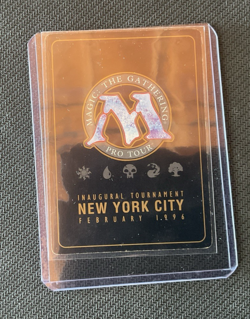 MAGIC THE GATHERING
M
PRO TOUR
INAUGURAL TOURNAMENT
NEW YORK CITY
FEBRUARY 1996